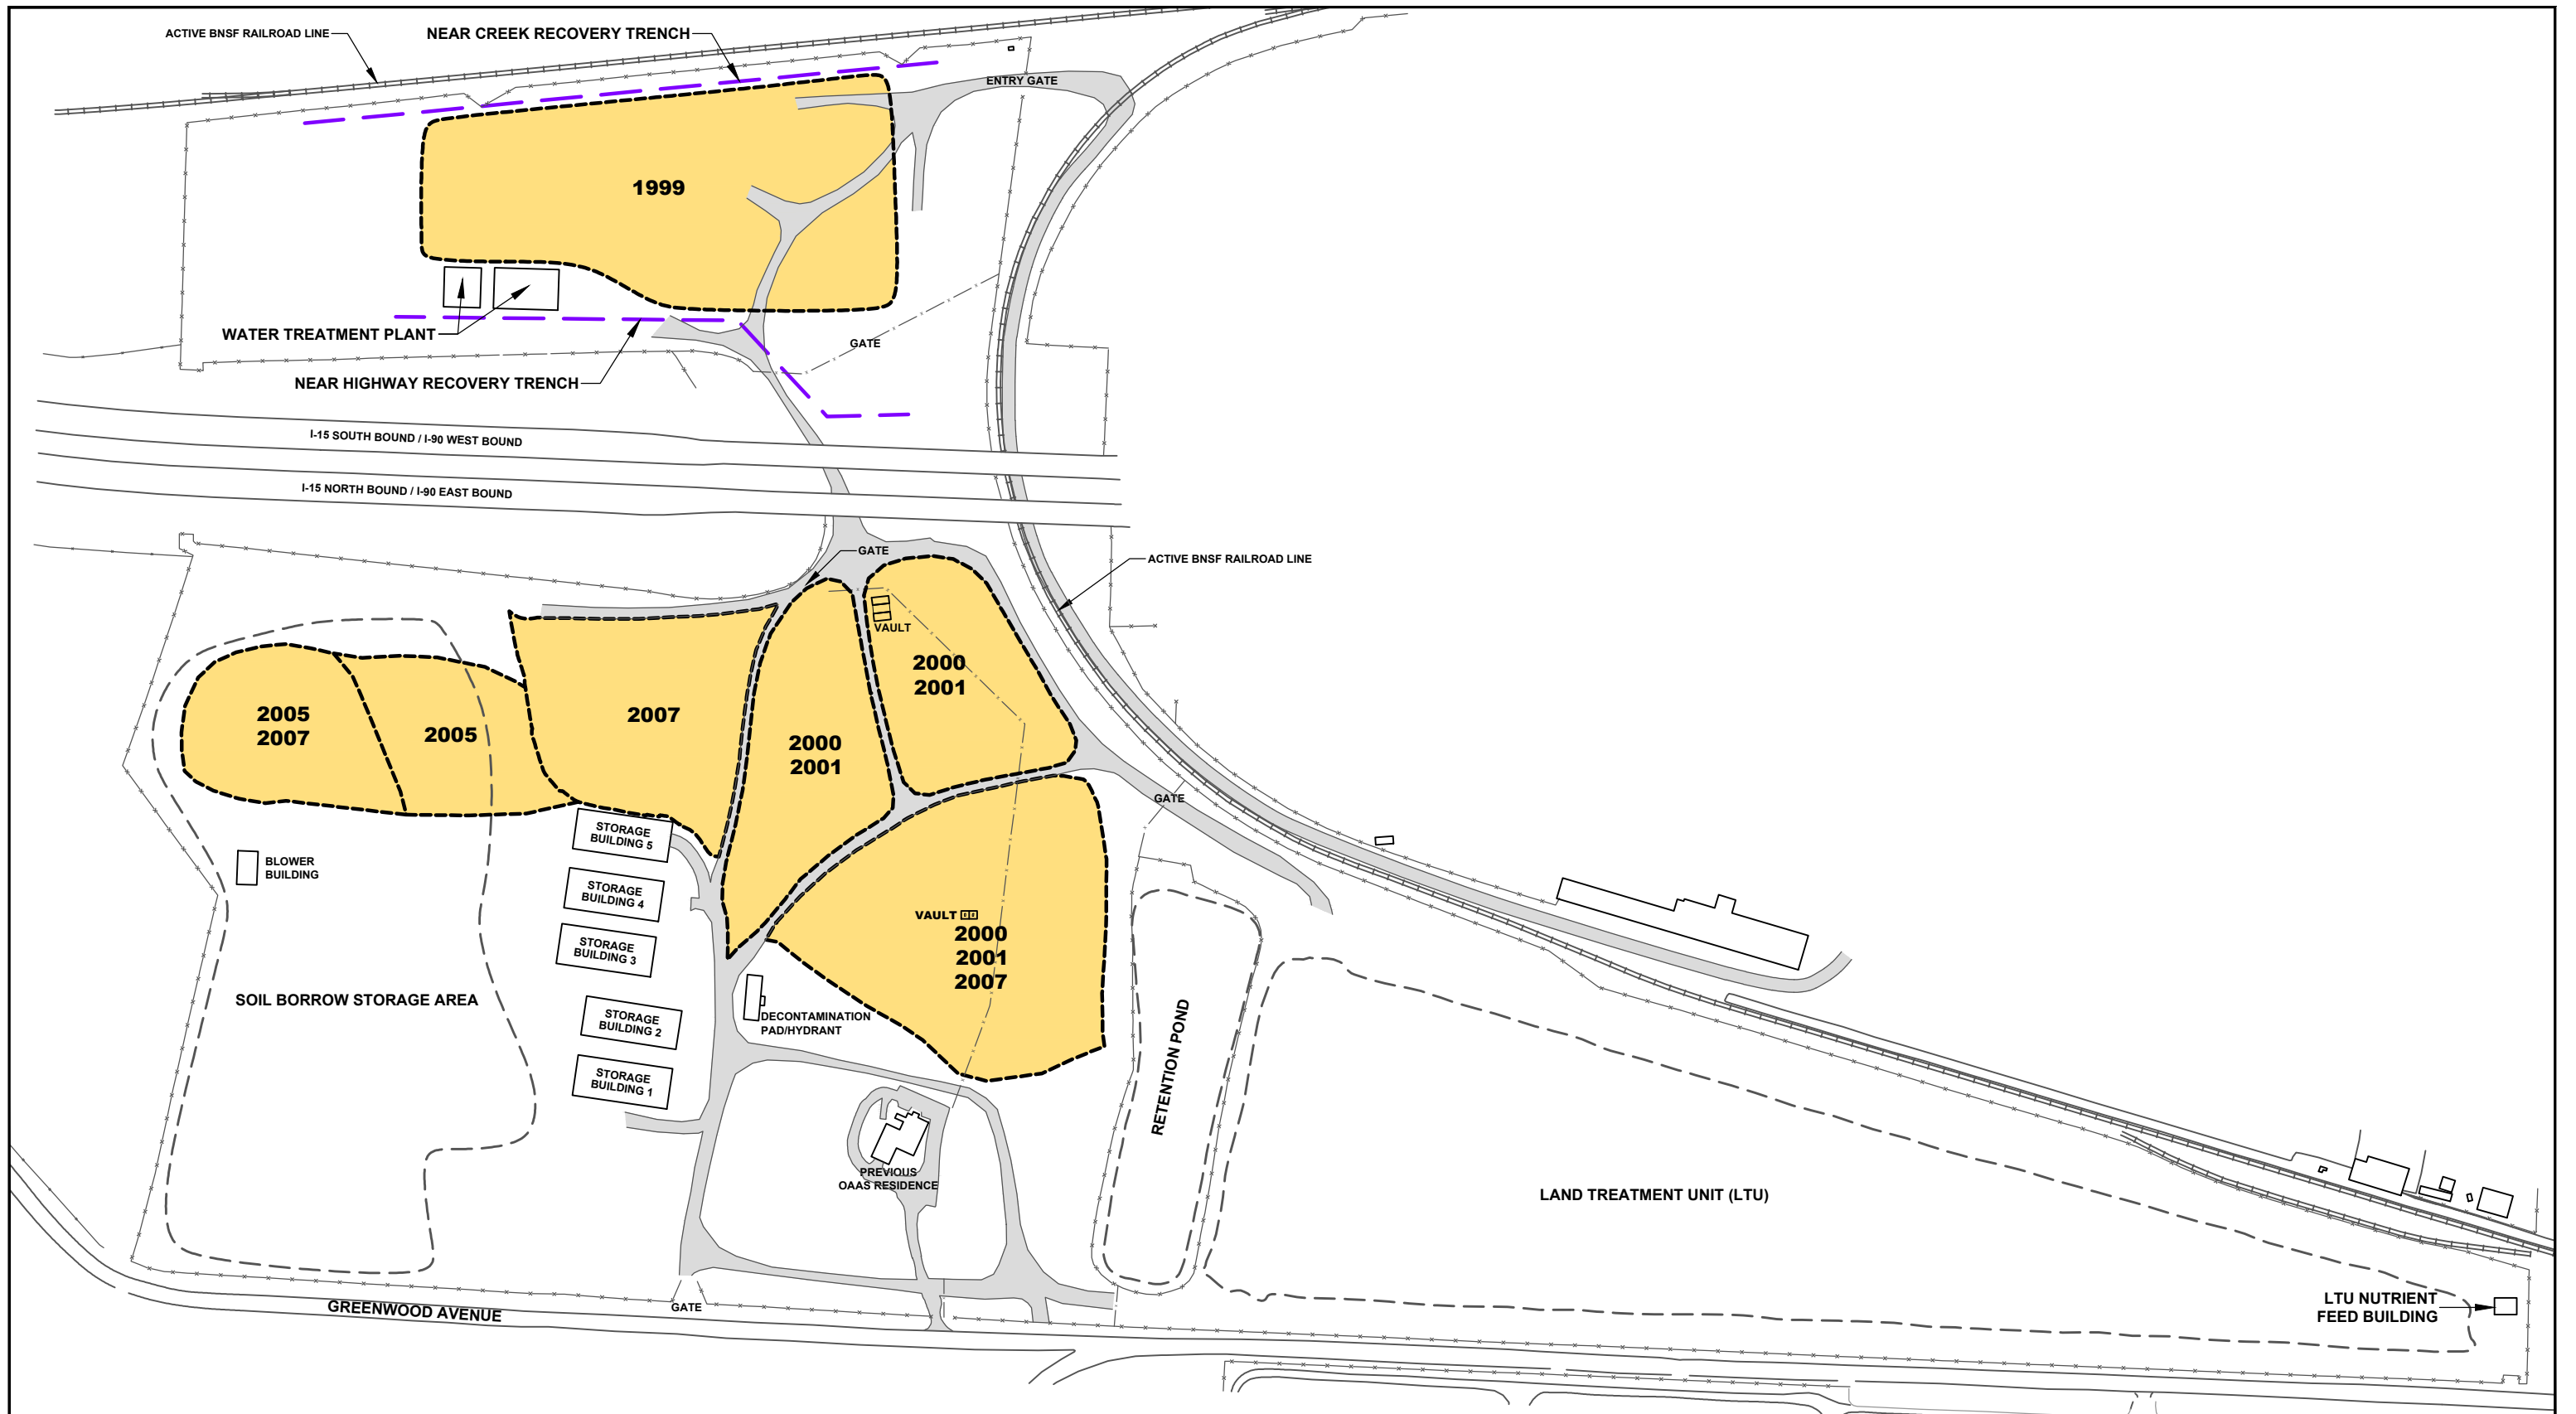 ACTIVE BNSF RAILROAD LINE
NEAR CREEK RECOVERY TRENCH
ENTRY GATE
1999
WATER TREATMENT PLANT
GATE
NEAR HIGHWAY RECOVERY TRENCH
I-15 SOUTH BOUND / I-90 WEST BOUND
I-15 NORTH BOUND / I-90 EAST BOUND
GATE
ACTIVE BNSF RAILROAD LINE
VAULT
2000
2001
2005
2007
2005
2007
2000
2001
GATE
STORAGE
BUILDING 5
BLOWER
BUILDING
STORAGE
BUILDING 4
VAULT
2000
2001
2007
STORAGE
BUILDING 3
SOIL BORROW STORAGE AREA
STORAGE
BUILDING 2
DECONTAMINATION
PAD/HYDRANT
RETENTION POND
STORAGE
BUILDING 1
PREVIOUS
OAAS RESIDENCE
LAND TREATMENT UNIT (LTU)
GREENWOOD AVENUE
GATE
LTU NUTRIENT
FEED BUILDING